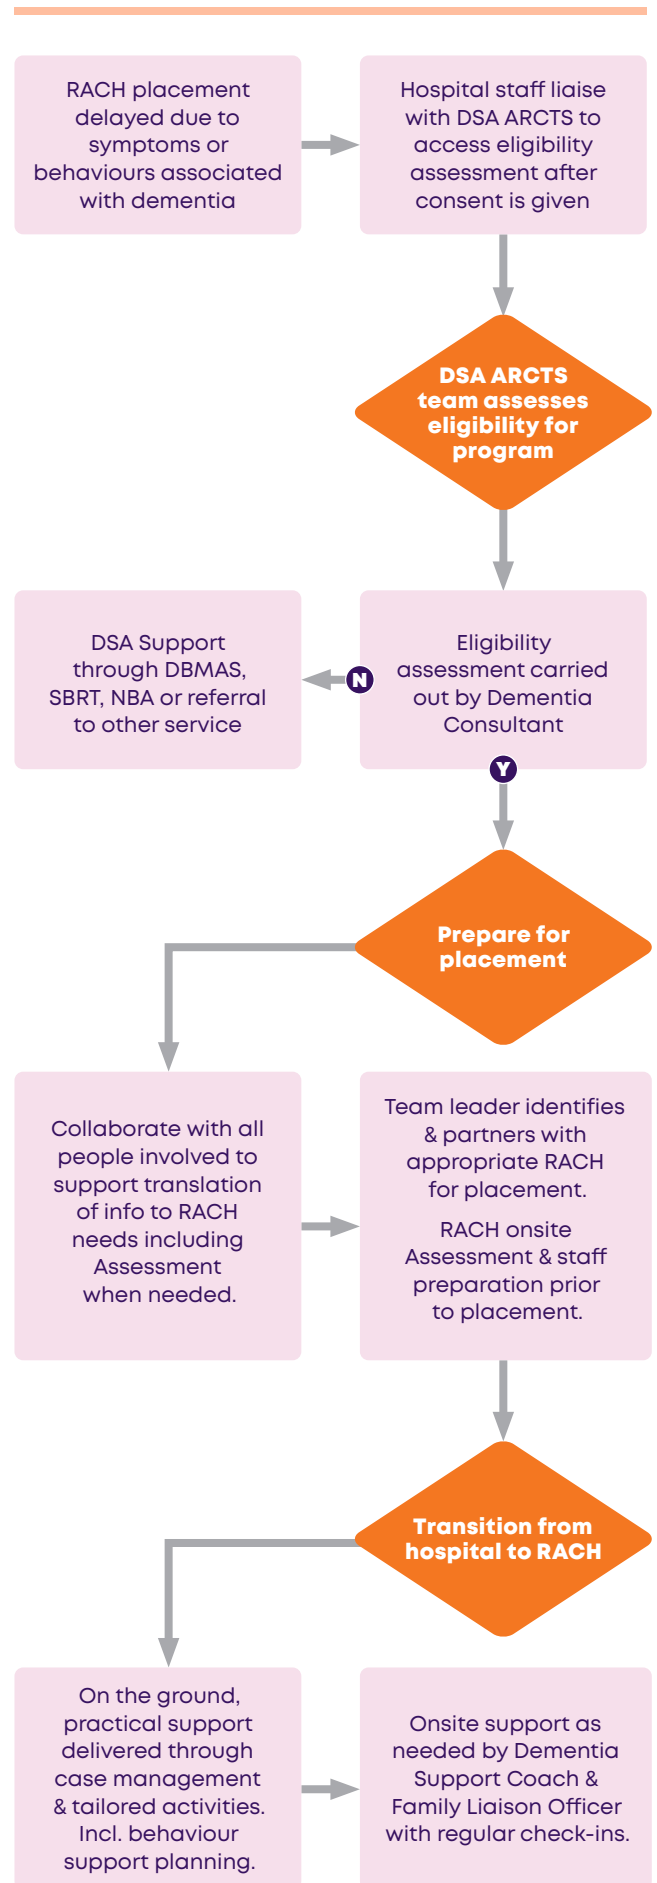 RACH placement
delayed due to
symptoms or
behaviours associated
with dementia
Hospital staff liaise
with DSA ARCTS to
access eligibility
assessment after
consent is given
DSA ARCTS
team assesses
eligibility for
program
Eligibility
assessment carried
out by Dementia
Consultant
N
DSA Support
through DBMAS,
SBRT, NBA or referral
to other service
Y
Prepare for
placement
Collaborate with all
people involved to
support translation
of info to RACH
needs including
Assessment
when needed.
Team leader identifies
& partners with
appropriate RACH
for placement.
RACH onsite
Assessment & staff
preparation prior
to placement.
Transition from
hospital to RACH
On the ground,
practical support
delivered through
case management
& tailored activities.
Incl. behaviour
support planning.
Onsite support as
needed by Dementia
Support Coach &
Family Liaison Officer
with regular check-ins.